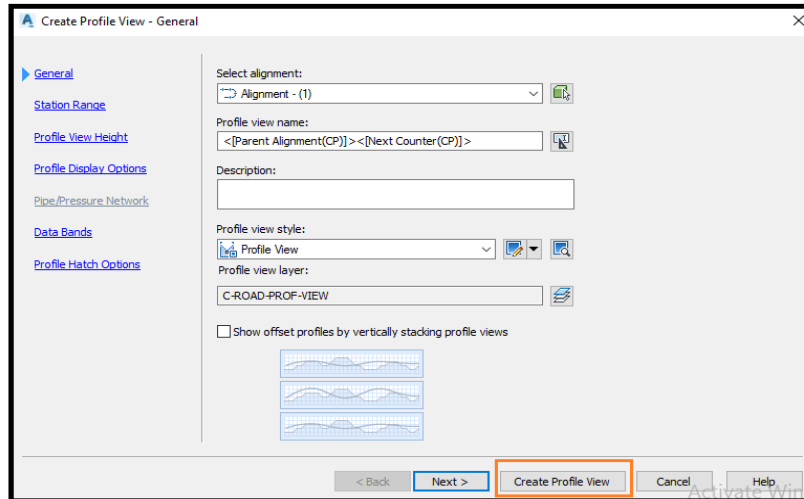 Create Profile View - General
General
Station Range
Profile View Height
Profile Display Options
Pipe/Pressure Network
Data Bands
Profile Hatch Options
Select alignment:
Alignment - (1)
Profile view name:
<[Parent Alignment(CP)]><[Next Counter(CP)]>
Description:
Profile view style:
Profile View
Profile view layer:
C-ROAD-PROF-VIEW
Show offset profiles by vertically stacking profile views
< Back Next > Create Profile View Cancel Help
Activate Win